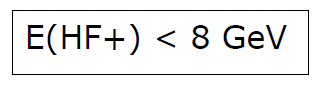 E(HF+) < 8 GeV